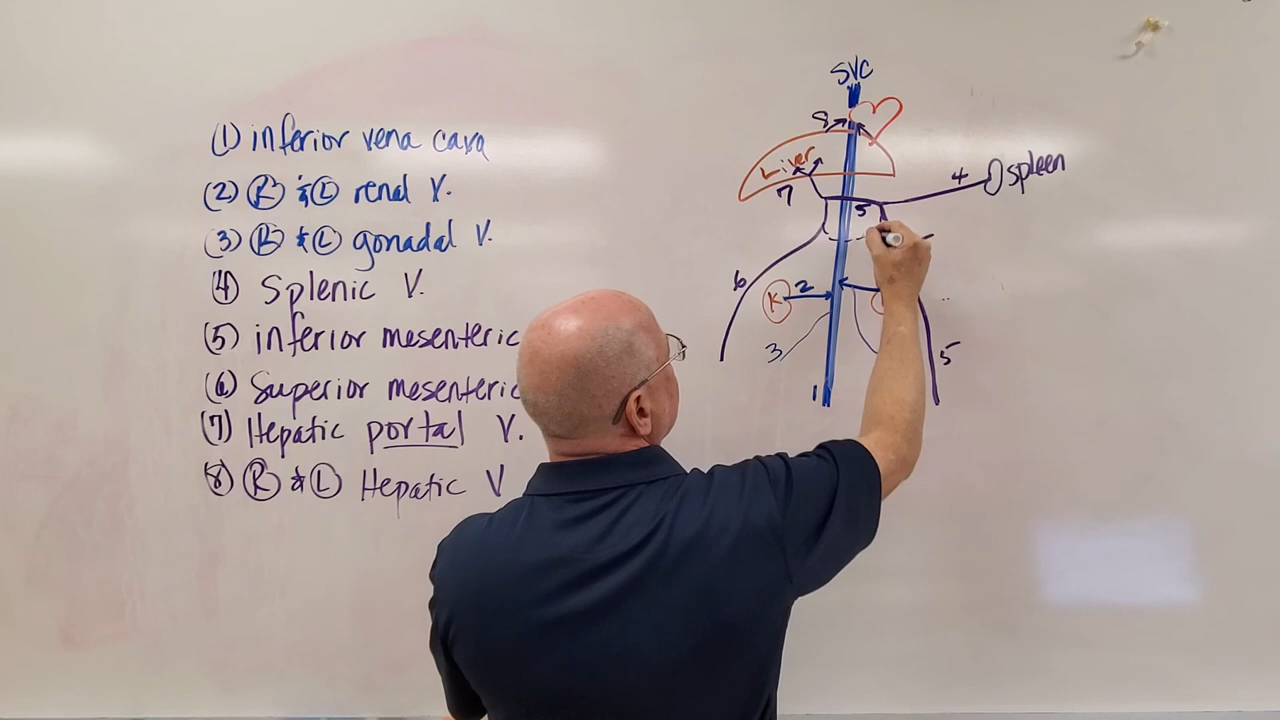 (1) inferior vena cava
(2) Ⓡ & Ⓛ renal V.
(3) Ⓡ & Ⓛ gonadal V.
(4) Splenic V.
(5) inferior mesenteric
(6) Superior mesenteric
(7) Hepatic portal V.
(8) Ⓡ & Ⓛ Hepatic V
SVC
8
Liver
7
4 spleen
5
6
K 2
3
5
1